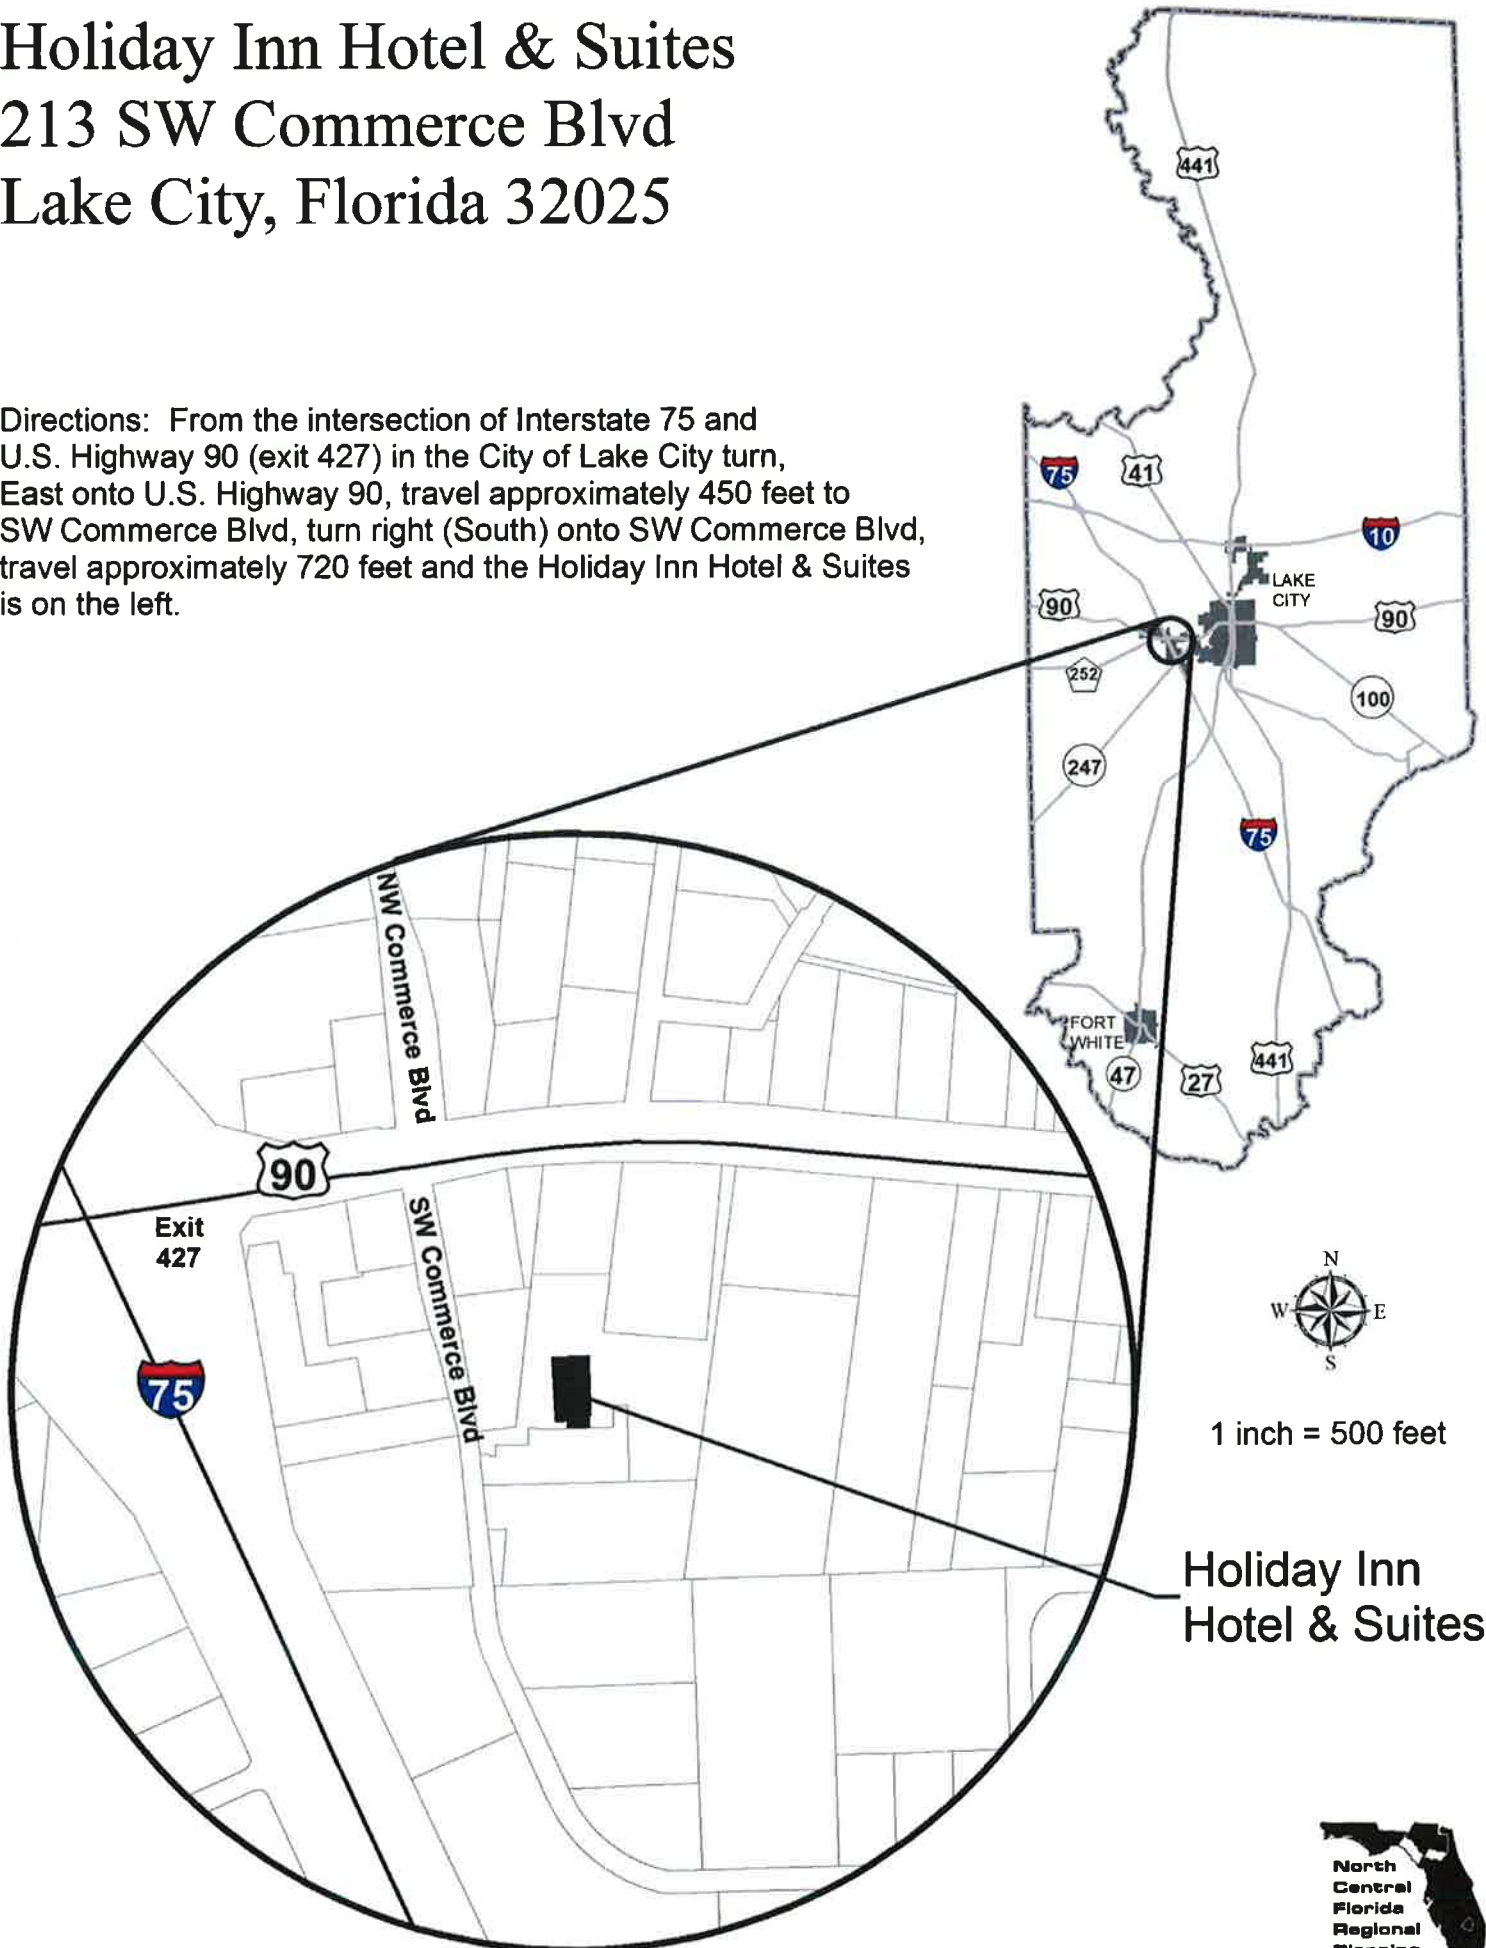 Holiday Inn Hotel & Suites
213 SW Commerce Blvd
Lake City, Florida 32025
Directions: From the intersection of Interstate 75 and
U.S. Highway 90 (exit 427) in the City of Lake City turn,
East onto U.S. Highway 90, travel approximately 450 feet to
SW Commerce Blvd, turn right (South) onto SW Commerce Blvd,
travel approximately 720 feet and the Holiday Inn Hotel & Suites
is on the left.
441
75
41
10
LAKE
CITY
90
90
252
100
247
75
FORT
WHITE
47
27
441
NW Commerce Blvd
90
Exit
427
SW Commerce Blvd
75
N
W
E
S
1 inch = 500 feet
Holiday Inn
Hotel & Suites
North
Central
Florida
Regional